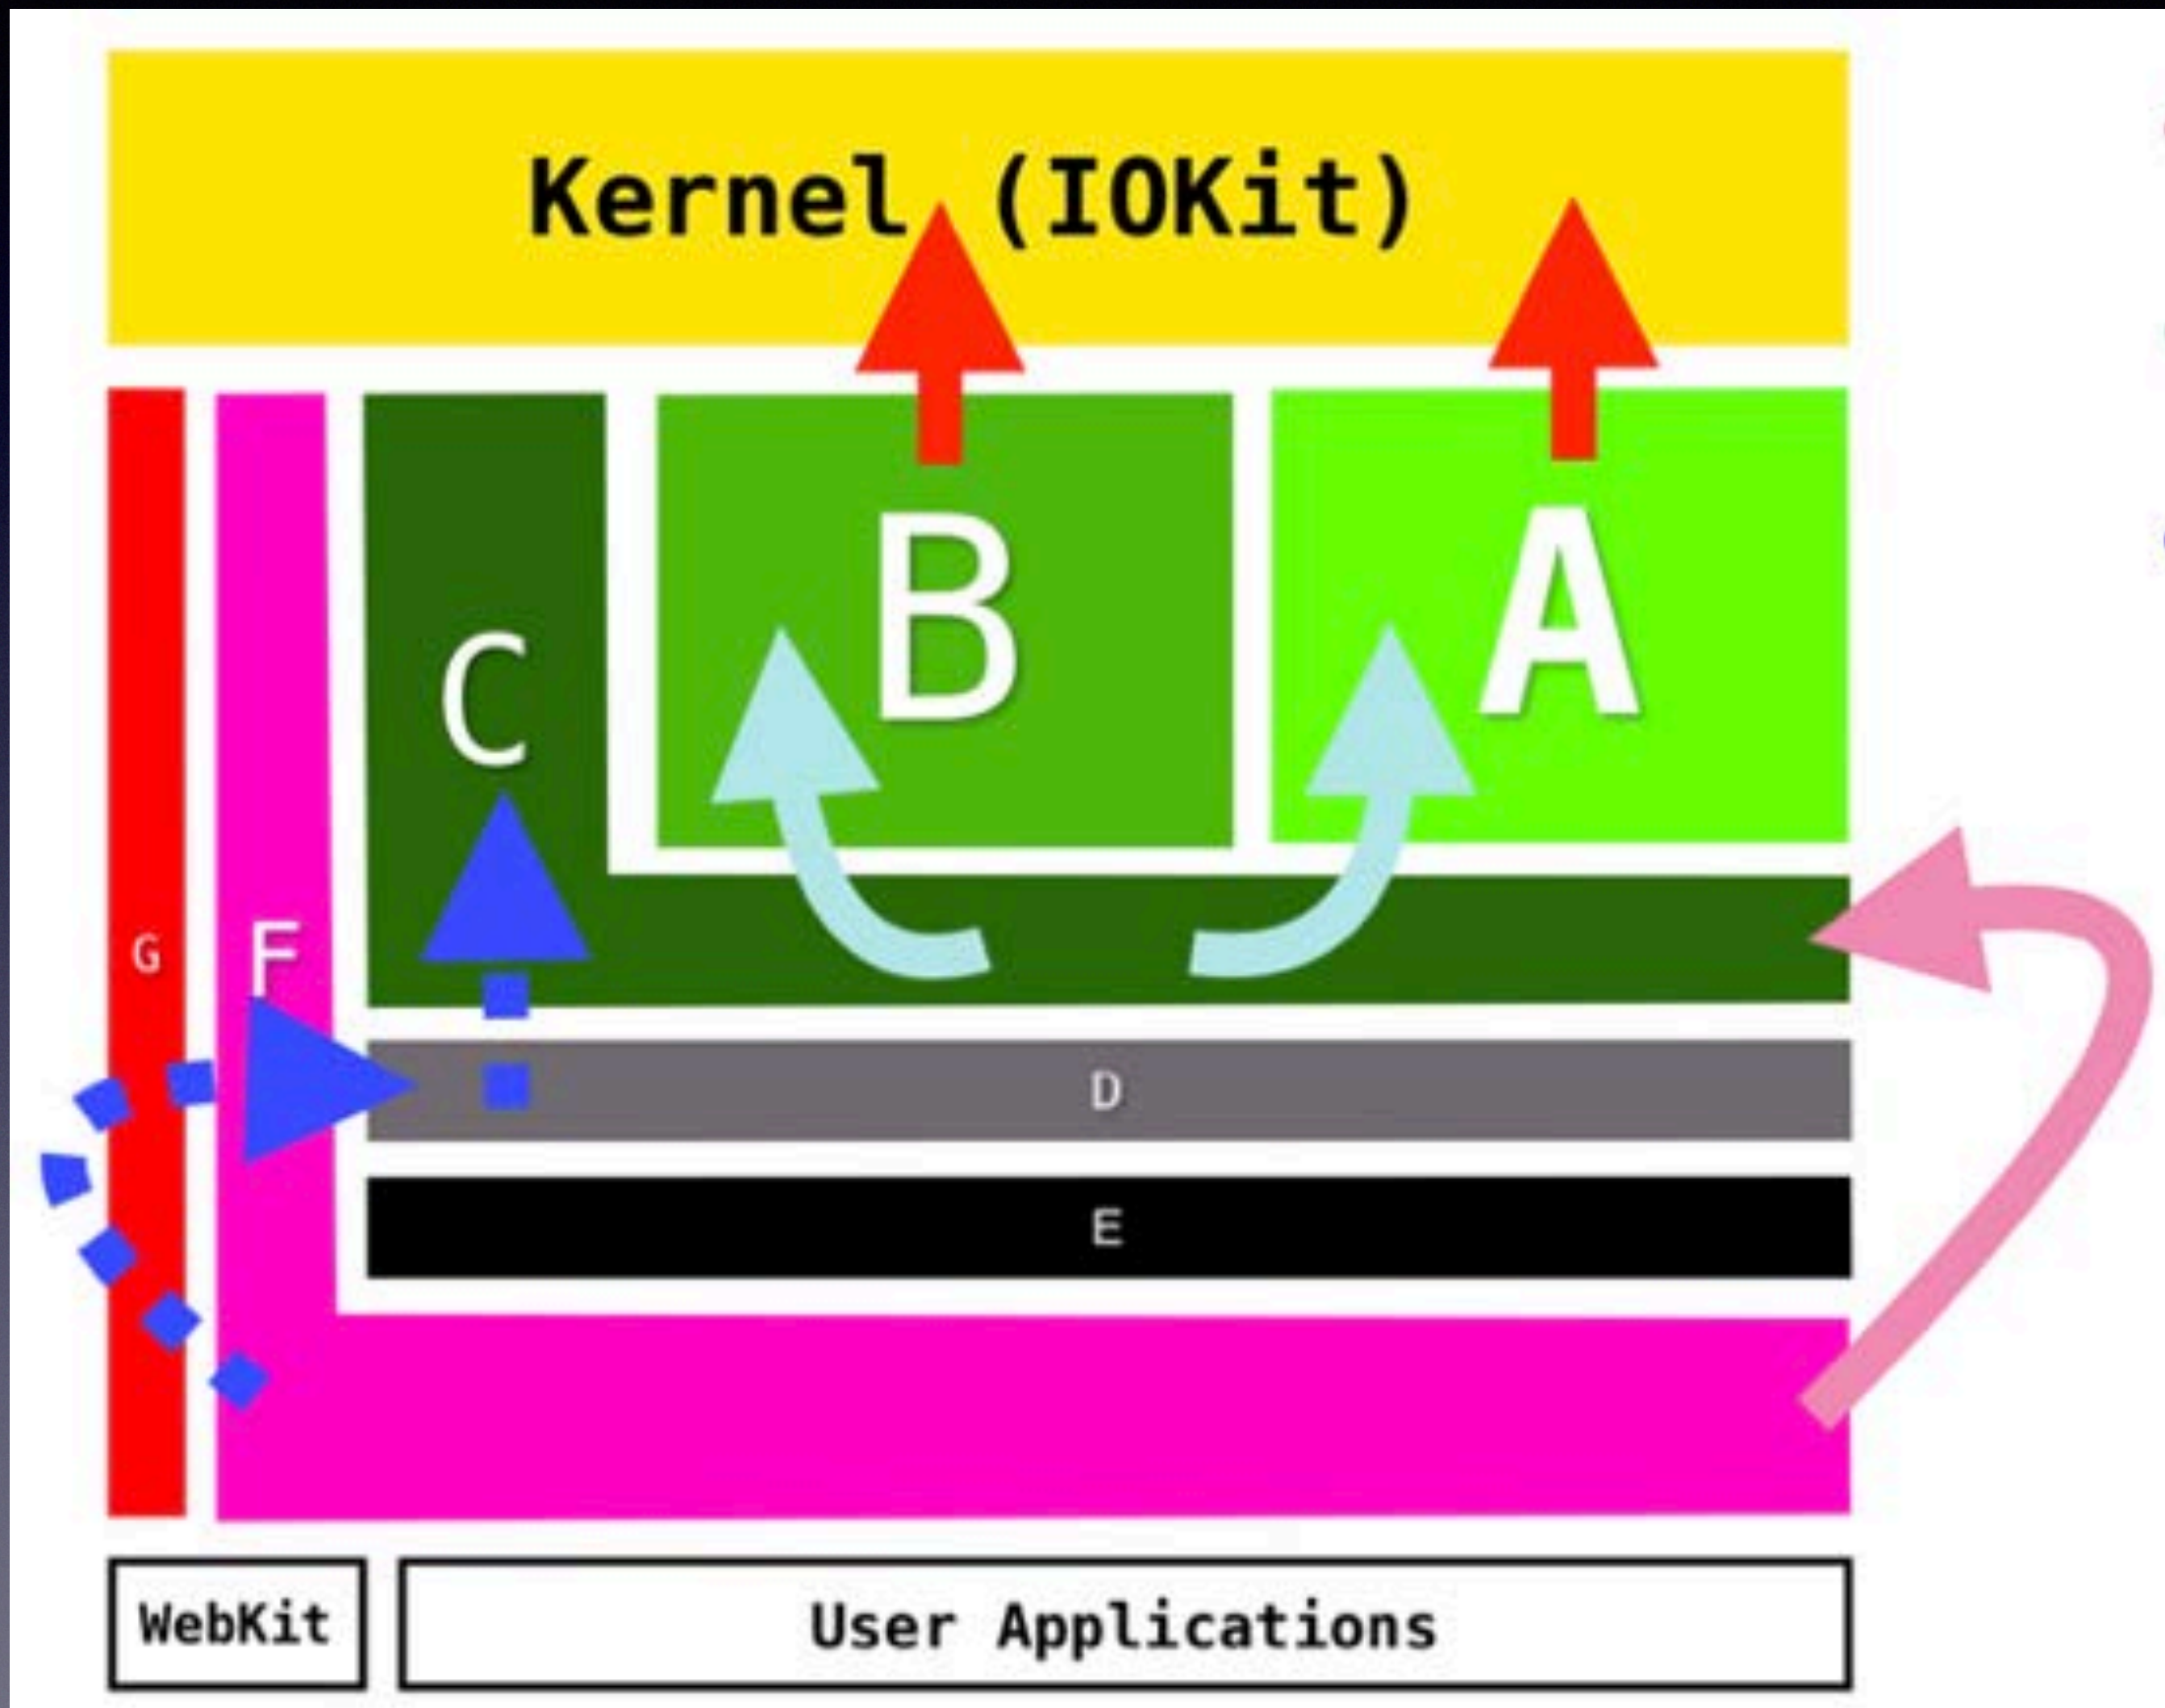 Kernel (IOKit)
B
A
C
G
F
D
E
WebKit
User Applications